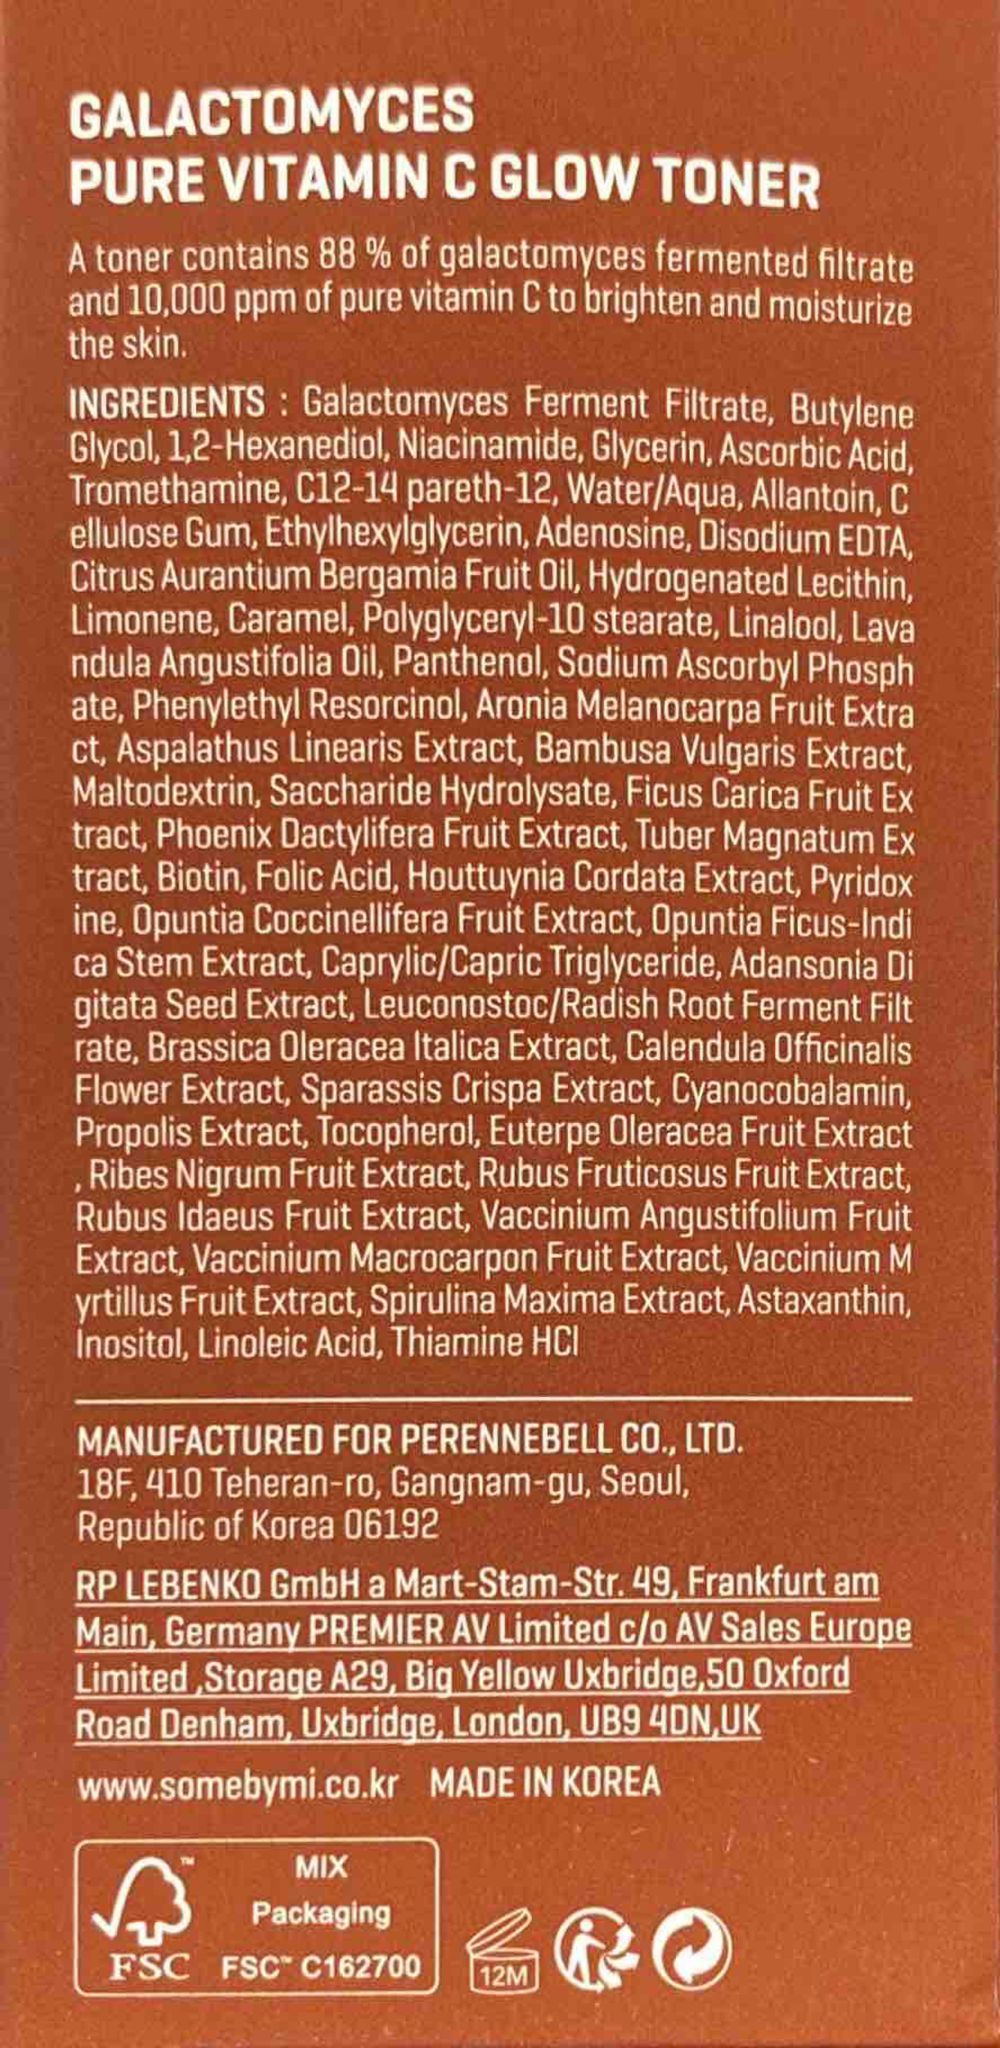 GALACTOMYCES
PURE VITAMIN C GLOW TONER
A toner contains 88 % of galactomyces fermented filtrate
and 10,000 ppm of pure vitamin C to brighten and moisturize
the skin.
INGREDIENTS : Galactomyces Ferment Filtrate, Butylene
Glycol, 1,2-Hexanediol, Niacinamide, Glycerin, Ascorbic Acid,
Tromethamine, C12-14 pareth-12, Water/Aqua, Allantoin, C
ellulose Gum, Ethylhexylglycerin, Adenosine, Disodium EDTA,
Citrus Aurantium Bergamia Fruit Oil, Hydrogenated Lecithin,
Limonene, Caramel, Polyglyceryl-10 stearate, Linalool, Lava
ndula Angustifolia Oil, Panthenol, Sodium Ascorbyl Phosph
ate, Phenylethyl Resorcinol, Aronia Melanocarpa Fruit Extra
ct, Aspalathus Linearis Extract, Bambusa Vulgaris Extract,
Maltodextrin, Saccharide Hydrolysate, Ficus Carica Fruit Ex
tract, Phoenix Dactylifera Fruit Extract, Tuber Magnatum Ex
tract, Biotin, Folic Acid, Houttuynia Cordata Extract, Pyridox
ine, Opuntia Coccinellifera Fruit Extract, Opuntia Ficus-Indi
ca Stem Extract, Caprylic/Capric Triglyceride, Adansonia Di
gitata Seed Extract, Leuconostoc/Radish Root Ferment Filt
rate, Brassica Oleracea Italica Extract, Calendula Officinalis
Flower Extract, Sparassis Crispa Extract, Cyanocobalamin,
Propolis Extract, Tocopherol, Euterpe Oleracea Fruit Extract
, Ribes Nigrum Fruit Extract, Rubus Fruticosus Fruit Extract,
Rubus Idaeus Fruit Extract, Vaccinium Angustifolium Fruit
Extract, Vaccinium Macrocarpon Fruit Extract, Vaccinium M
yrtillus Fruit Extract, Spirulina Maxima Extract, Astaxanthin,
Inositol, Linoleic Acid, Thiamine HCl
MANUFACTURED FOR PERENNEBELL CO., LTD.
18F, 410 Teheran-ro, Gangnam-gu, Seoul,
Republic of Korea 06192
RP LEBENKO GmbH a Mart-Stam-Str. 49, Frankfurt am
Main, Germany PREMIER AV Limited c/o AV Sales Europe
Limited ,Storage A29, Big Yellow Uxbridge,50 Oxford
Road Denham, Uxbridge, London, UB9 4DN,UK
www.somebymi.co.kr MADE IN KOREA
™ MIX
Packaging
FSC FSC™ C162700
12M